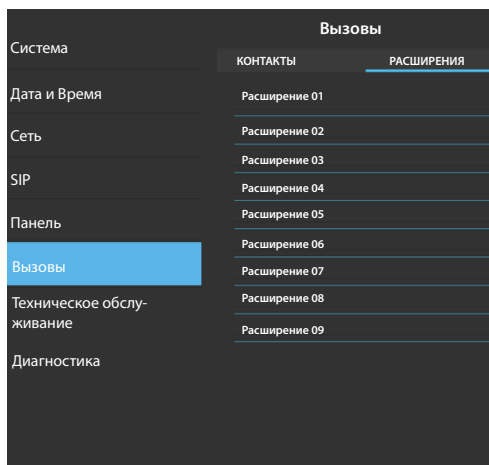 Система
Дата и Время
Сеть
SIP
Панель
Вызовы
Техническое обслу-
живание
Диагностика
Вызовы
КОНТАКТЫ РАСШИРЕНИЯ
Расширение 01
Расширение 02
Расширение 03
Расширение 04
Расширение 05
Расширение 06
Расширение 07
Расширение 08
Расширение 09